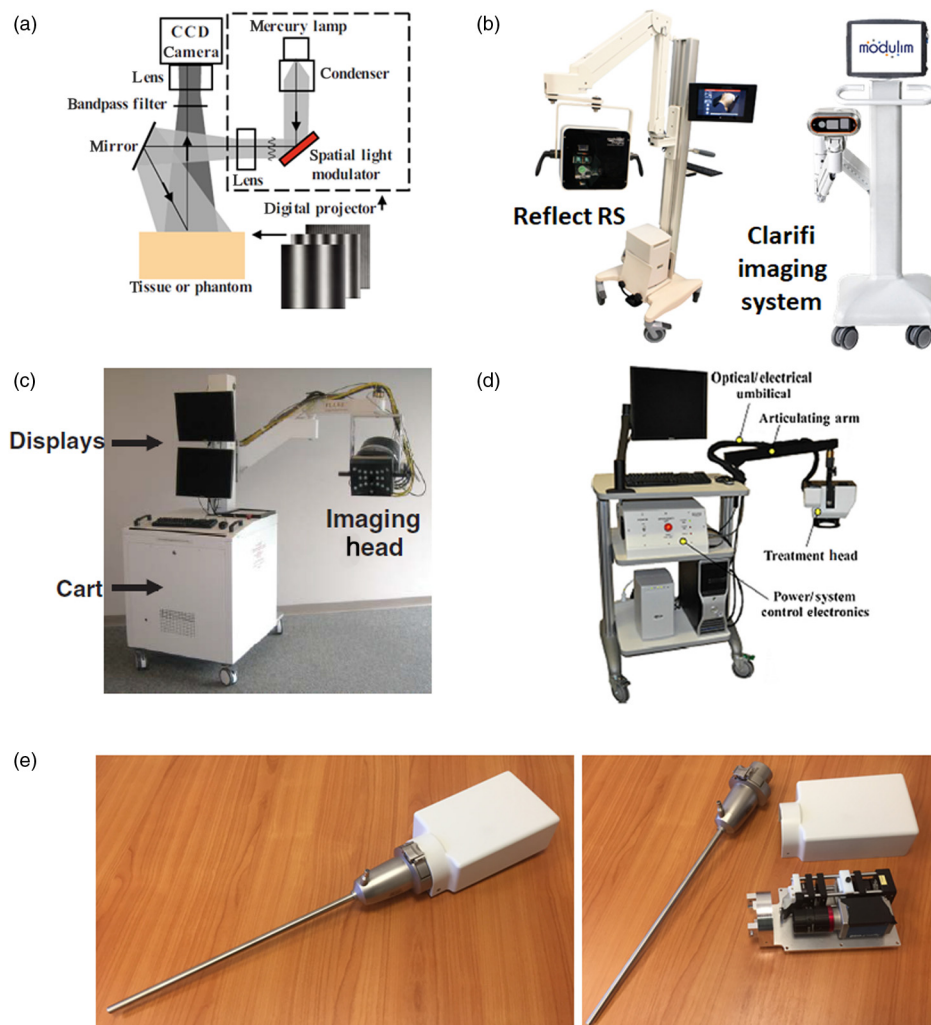 (a)
CCD
Camera
Lens
Bandpass filter
Mirror
Mercury lamp
Condenser
Spatial light
modulator
Lens
Digital projector
Tissue or phantom
(b)
modulim
Reflect RS
Clarifi
imaging
system
(c)
Displays
Imaging
head
Cart
(d)
Optical/electrical
umbilical
Articulating arm
Treatment head
Power/system
control electronics
(e)